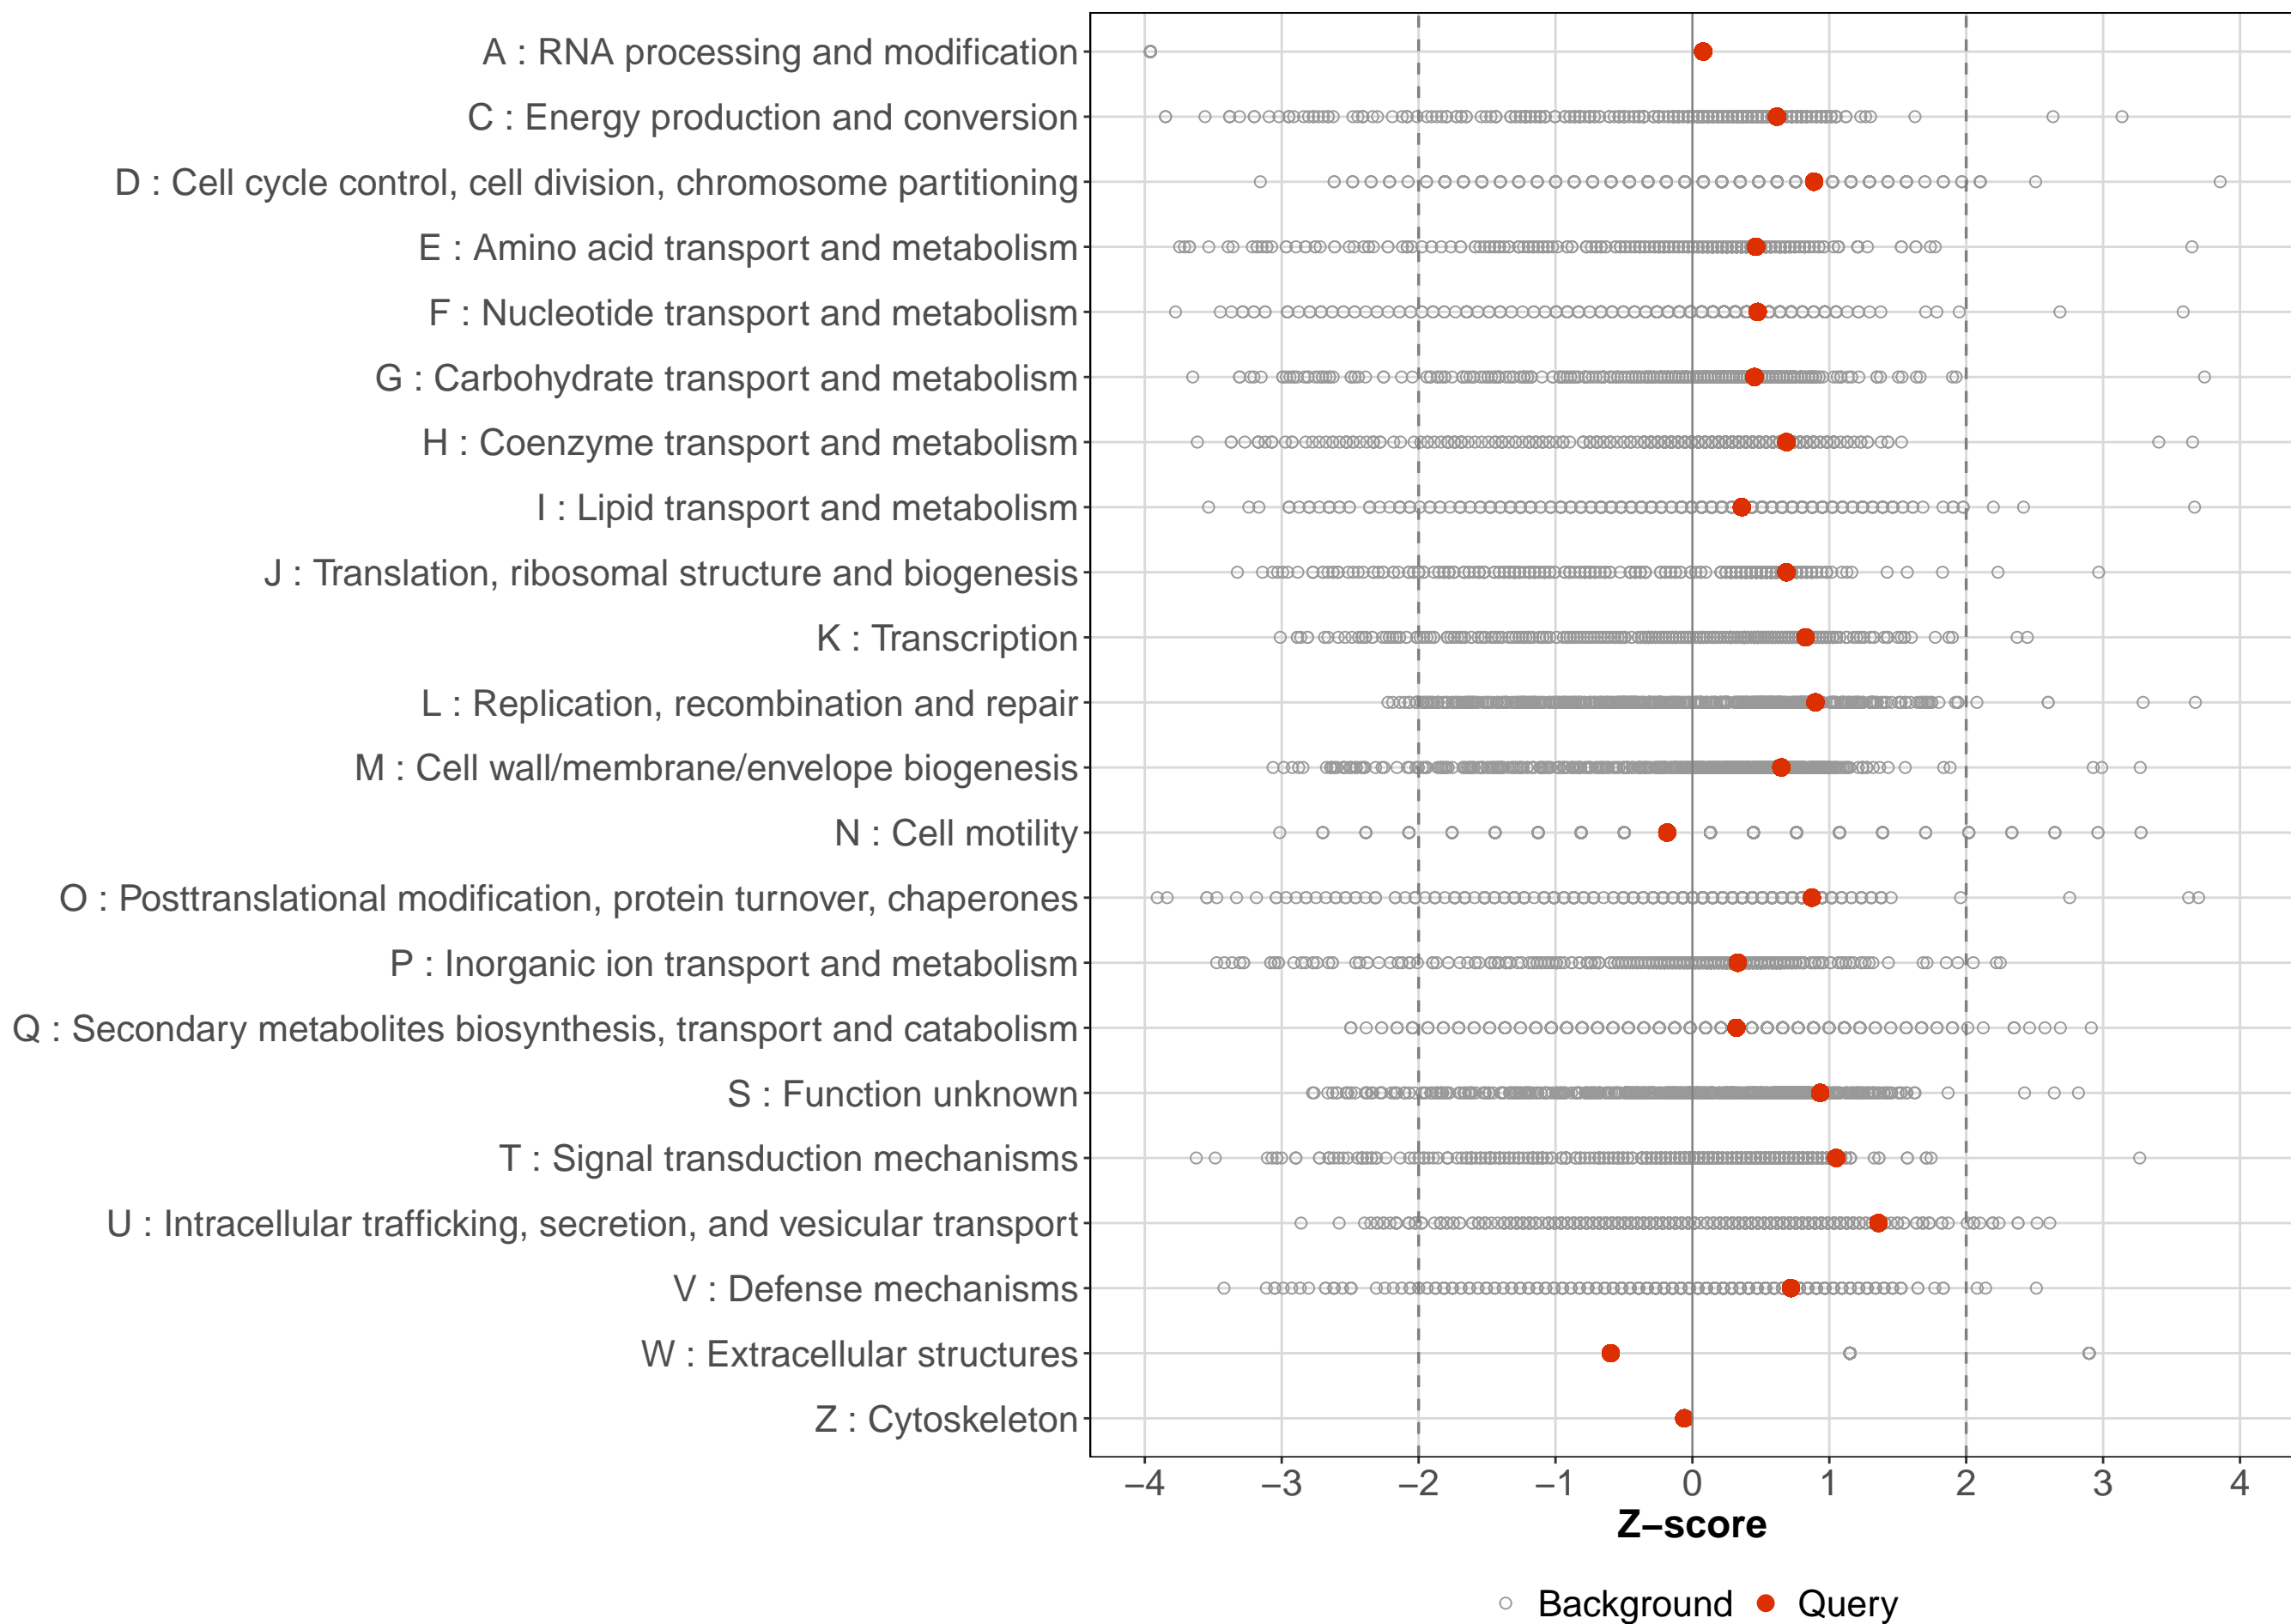 A : RNA processing and modification
C : Energy production and conversion
D : Cell cycle control, cell division, chromosome partitioning
E : Amino acid transport and metabolism
F : Nucleotide transport and metabolism
G : Carbohydrate transport and metabolism
H : Coenzyme transport and metabolism
I : Lipid transport and metabolism
J : Translation, ribosomal structure and biogenesis
K : Transcription
L : Replication, recombination and repair
M : Cell wall/membrane/envelope biogenesis
N : Cell motility
O : Posttranslational modification, protein turnover, chaperones
P : Inorganic ion transport and metabolism
Q : Secondary metabolites biosynthesis, transport and catabolism
S : Function unknown
T : Signal transduction mechanisms
U : Intracellular trafficking, secretion, and vesicular transport
V : Defense mechanisms
W : Extracellular structures
Z : Cytoskeleton
−4 −3 −2 −1 0 1 2 3 4
Z−score
Background Query